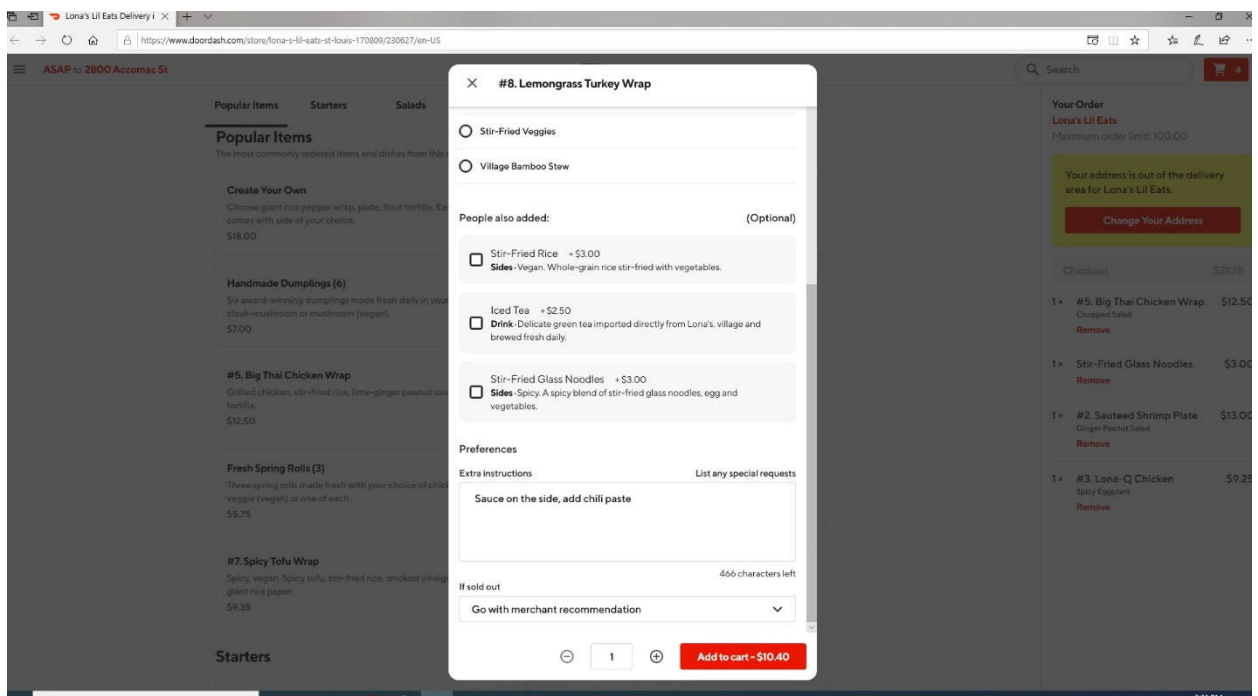 Lona's Lil Eats Delivery i
https://www.doordash.com/store/lona-s-lil-eats-st-louis-170809/230627/en-US
ASAP to 2800 Accomac St
Search
4
Popular Items Starters Salads
Popular Items
The most commonly ordered items and dishes from this
Create Your Own
Choose giant rice pepper wrap, plate, flour tortilla. Ea
comes with side of your choice.
$18.00
Handmade Dumplings (6)
Six award-winning dumplings made fresh daily in your
steak-mushroom or mushroom (vegan).
$7.00
#5. Big Thai Chicken Wrap
Grilled chicken, stir-fried rice, lime-ginger peanut sau
tortilla.
$12.50
Fresh Spring Rolls (3)
Three spring rolls made fresh with your choice of chick
veggie (vegan) or one of each.
$5.75
#7. Spicy Tofu Wrap
Spicy, vegan. Spicy tofu, stir-fried rice, smoked vinaig
giant rice paper.
$9.35
Starters
#8. Lemongrass Turkey Wrap
Stir-Fried Veggies
Village Bamboo Stew
People also added: (Optional)
Stir-Fried Rice + $3.00
Sides · Vegan. Whole-grain rice stir-fried with vegetables.
Iced Tea + $2.50
Drink · Delicate green tea imported directly from Lona's. village and
brewed fresh daily.
Stir-Fried Glass Noodles + $3.00
Sides · Spicy. A spicy blend of stir-fried glass noodles, egg and
vegetables.
Preferences
Extra instructions List any special requests
Sauce on the side, add chili paste
466 characters left
If sold out
Go with merchant recommendation
1
Add to cart - $10.40
Your Order
Lona's Lil Eats
Maximum order limit: 100.00
Your address is out of the delivery
area for Lona's Lil Eats.
Change Your Address
Checkout $37.75
1 × #5. Big Thai Chicken Wrap $12.50
Chopped Salad
Remove
1 × Stir-Fried Glass Noodles $3.00
Remove
1 × #2. Sauteed Shrimp Plate $13.00
Ginger Peanut Salad
Remove
1 × #3. Lona-Q Chicken $9.25
Spicy Eggplant
Remove